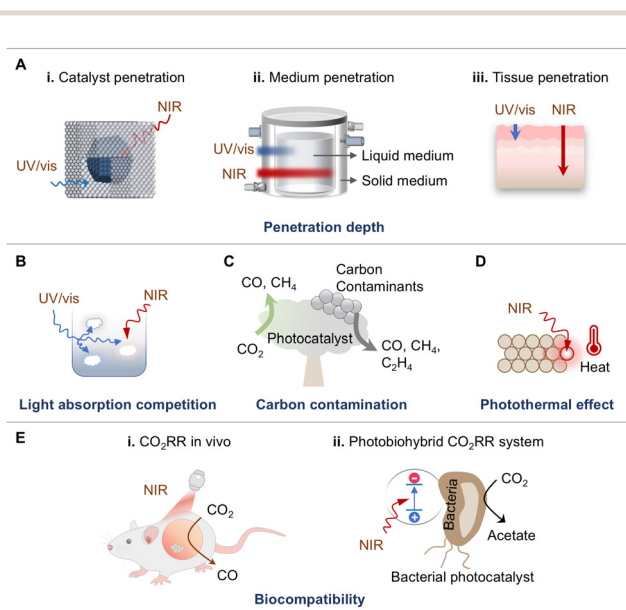 A
i. Catalyst penetration
ii. Medium penetration
iii. Tissue penetration
NIR
UV/vis
UV/vis
NIR
Liquid medium
Solid medium
UV/vis
NIR
Penetration depth
B
UV/vis
NIR
Light absorption competition
C
CO, CH₄
Carbon
Contaminants
Photocatalyst
CO₂
CO, CH₄,
C₂H₄
Carbon contamination
D
NIR
Heat
Photothermal effect
E
i. CO₂RR in vivo
ii. Photobiohybrid CO₂RR system
NIR
CO₂
CO
Bacteria
CO₂
NIR
Acetate
Bacterial photocatalyst
Biocompatibility